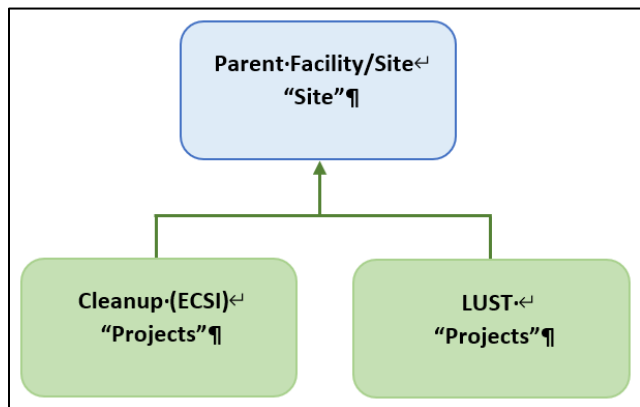 Parent·Facility/Site↵
“Site”¶
Cleanup·(ECSI)↵
“Projects”¶
LUST·↵
“Projects”¶